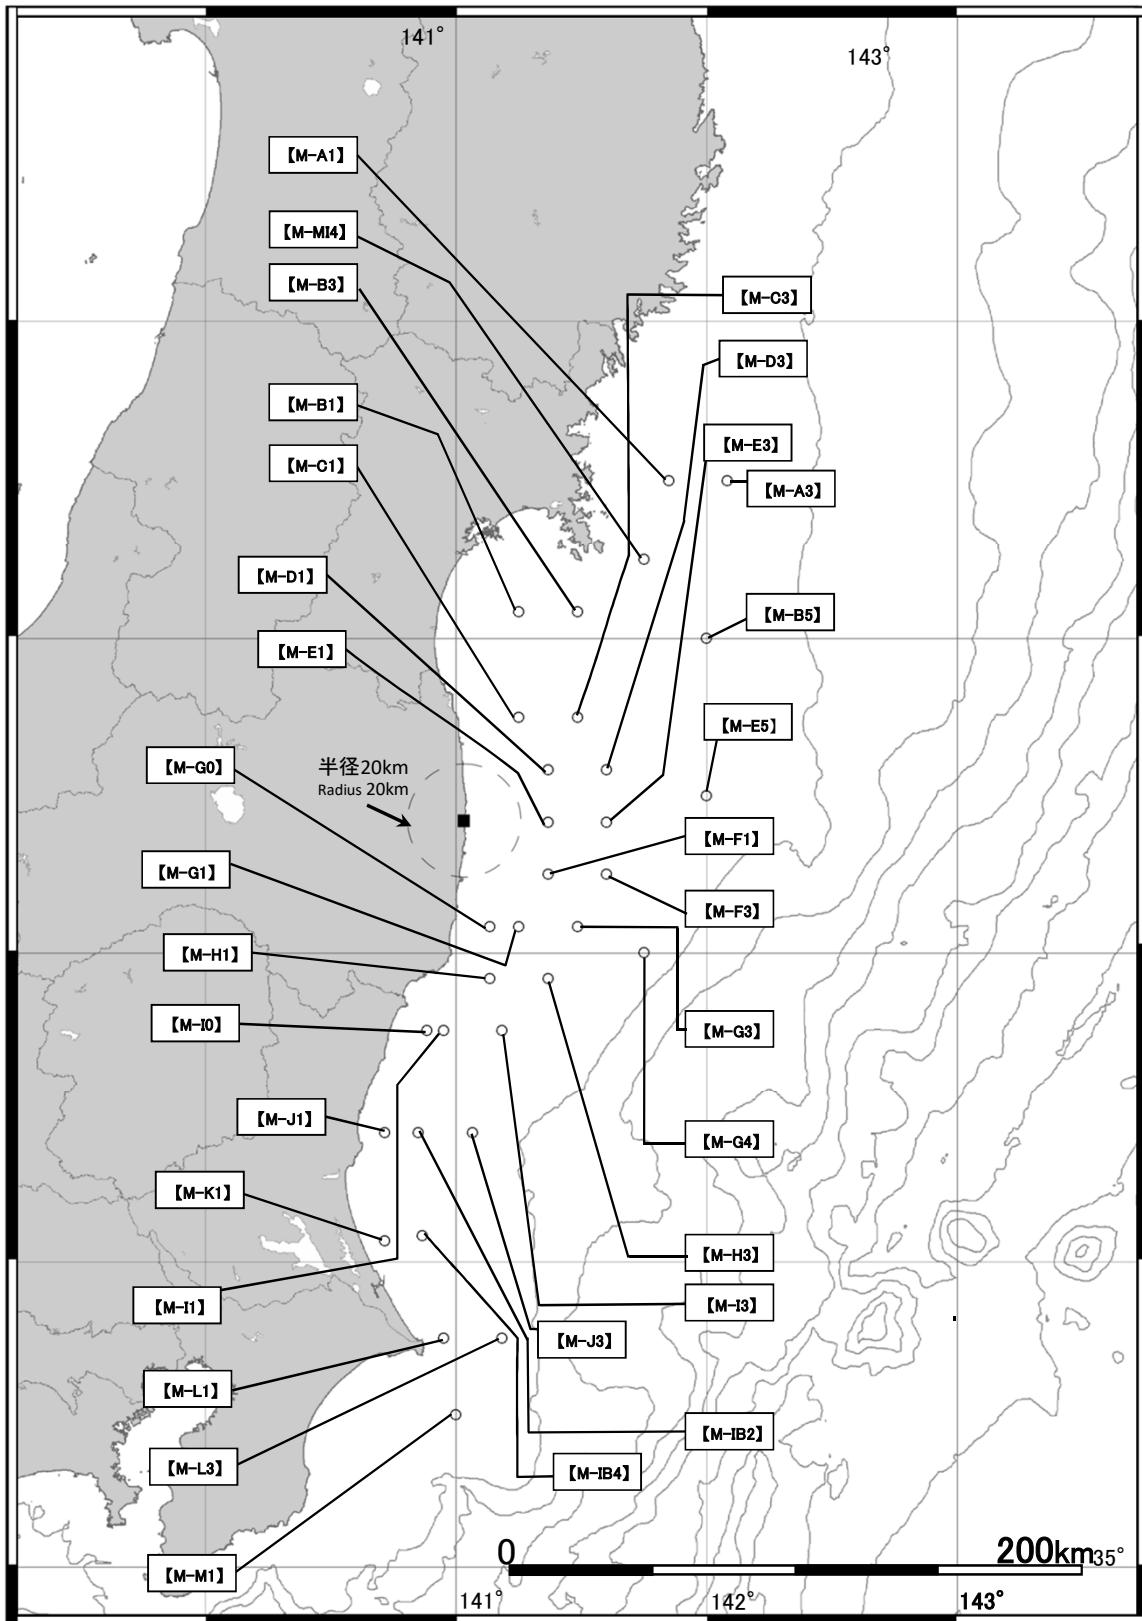 141°
143°
【M-A1】
【M-MI4】
【M-B3】
【M-C3】
【M-D3】
【M-B1】
【M-E3】
【M-C1】
【M-A3】
【M-D1】
【M-B5】
【M-E1】
【M-E5】
【M-G0】
半径20km
Radius 20km
【M-F1】
【M-G1】
【M-F3】
【M-H1】
【M-I0】
【M-G3】
【M-J1】
【M-G4】
【M-K1】
【M-H3】
【M-I1】
【M-I3】
【M-J3】
【M-L1】
【M-IB2】
【M-L3】
【M-IB4】
【M-M1】
0
200km
35°
141°
142°
143°